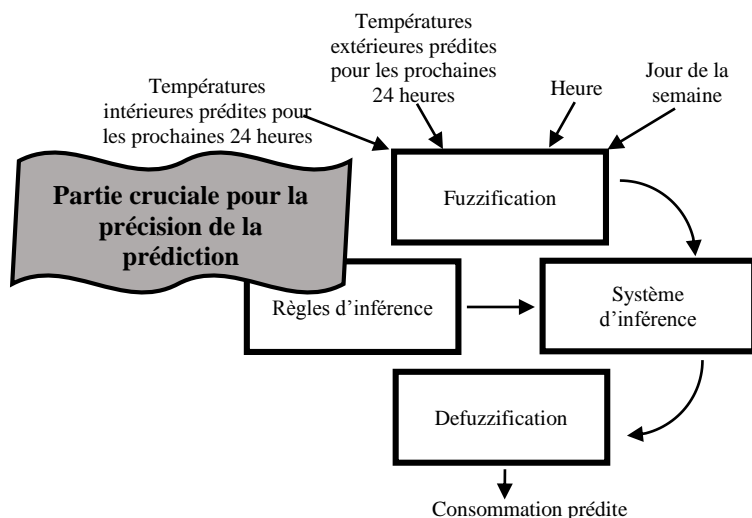 Températures
extérieures prédites
pour les prochaines
24 heures
Températures
intérieures prédites pour
les prochaines 24 heures
Heure
Jour de la
semaine
Partie cruciale pour la
précision de la
prédiction
Fuzzification
Règles d’inférence
Système
d’inférence
Defuzzification
Consommation prédite